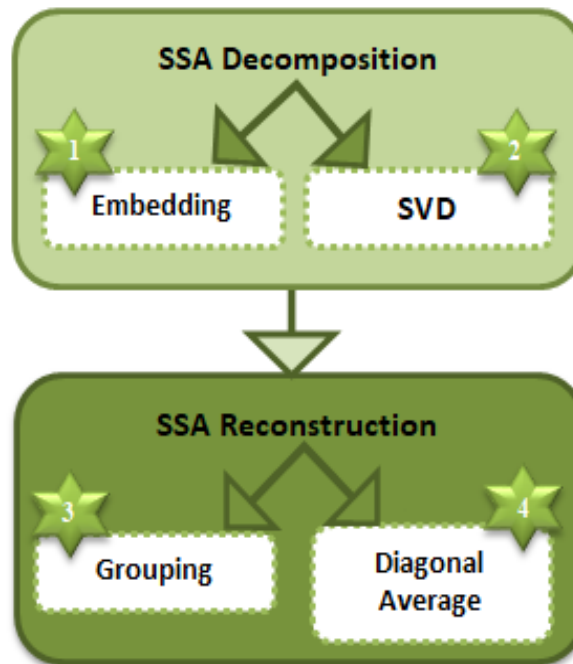 SSA Decomposition
1
2
Embedding
SVD
SSA Reconstruction
3
4
Grouping
Diagonal
Average